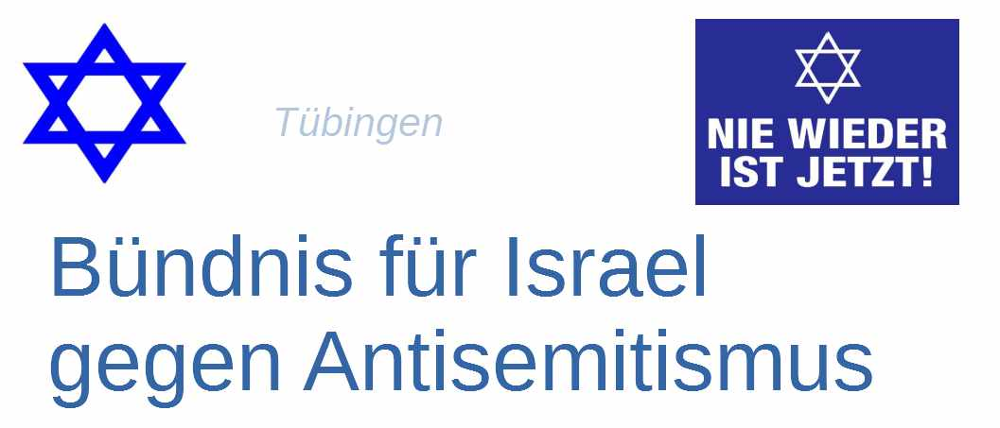 Tübingen
NIE WIEDER
IST JETZT!
Bündnis für Israel
gegen Antisemitismus